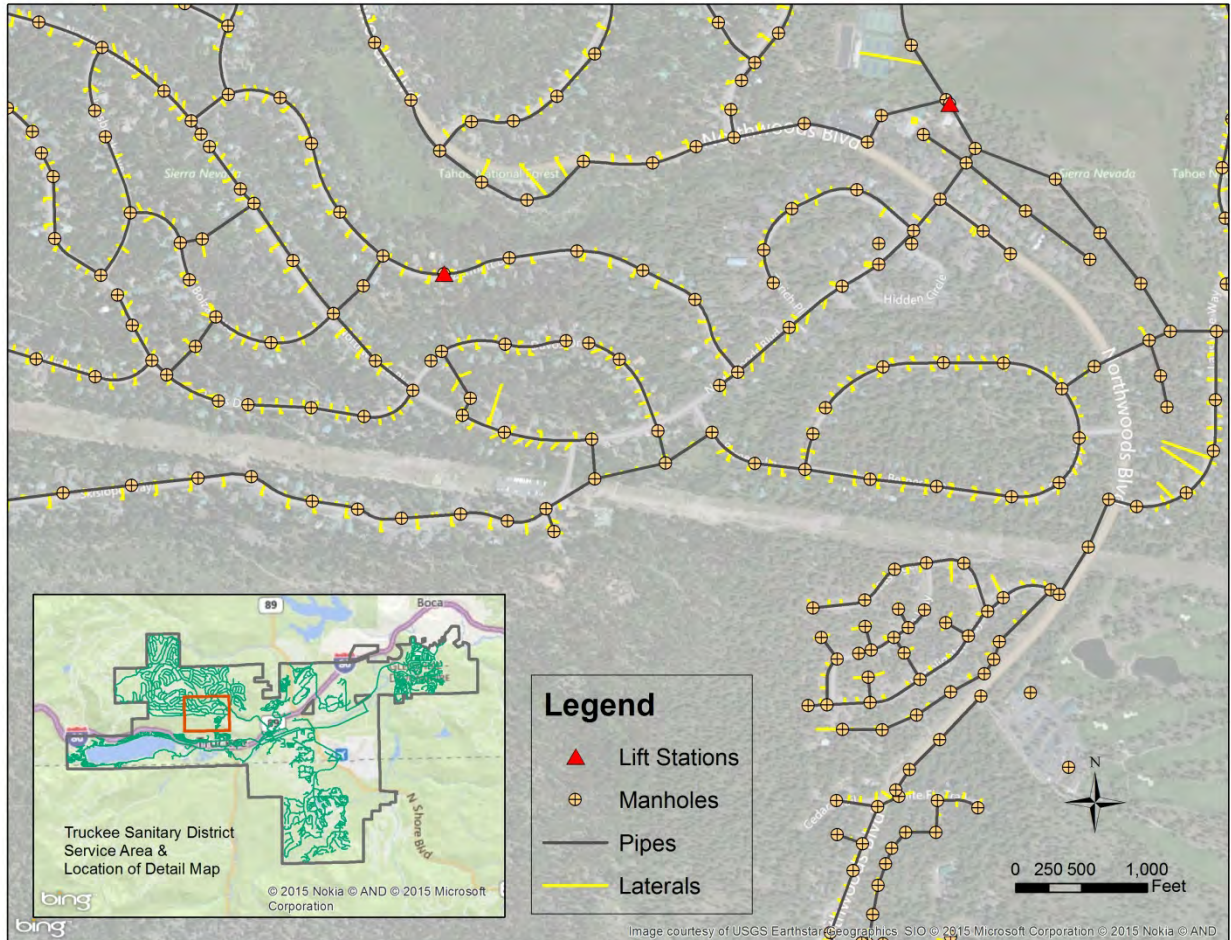 Northwoods Blvd
Tahoe National Forest
Sierra Nevada
Sierra Nevada
Tahoe N
Hidden Circle
Northwoods Blvd
89
Boca
80
89
80
N Shore Blvd
Truckee Sanitary District
Service Area &
Location of Detail Map
bing
© 2015 Nokia © AND © 2015 Microsoft
Corporation
bing
Legend
Lift Stations
Manholes
Pipes
Laterals
N
0 250 500 1,000
Feet
Image courtesy of USGS Earthstar Geographics SIO © 2015 Microsoft Corporation © 2015 Nokia © AND